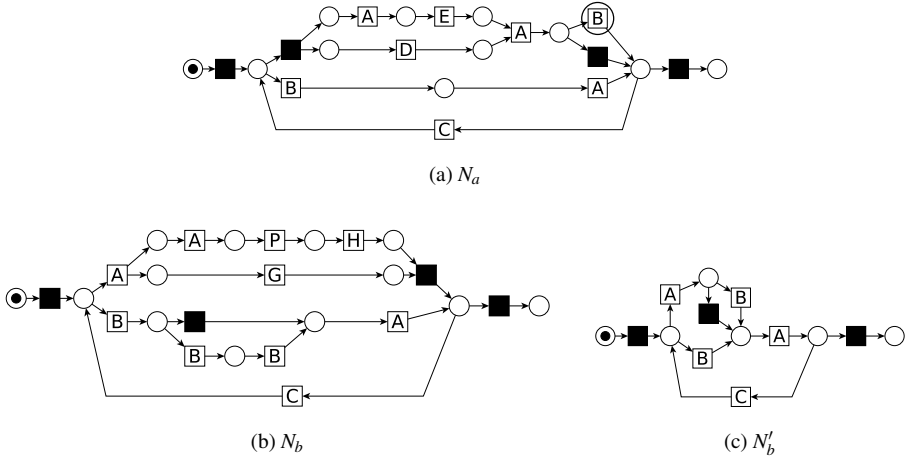 A E
A B
D
B A
C
(a) N_a
A P H
A G
B A
B B
C
(b) N_b
A B
B A
C
(c) N'_b